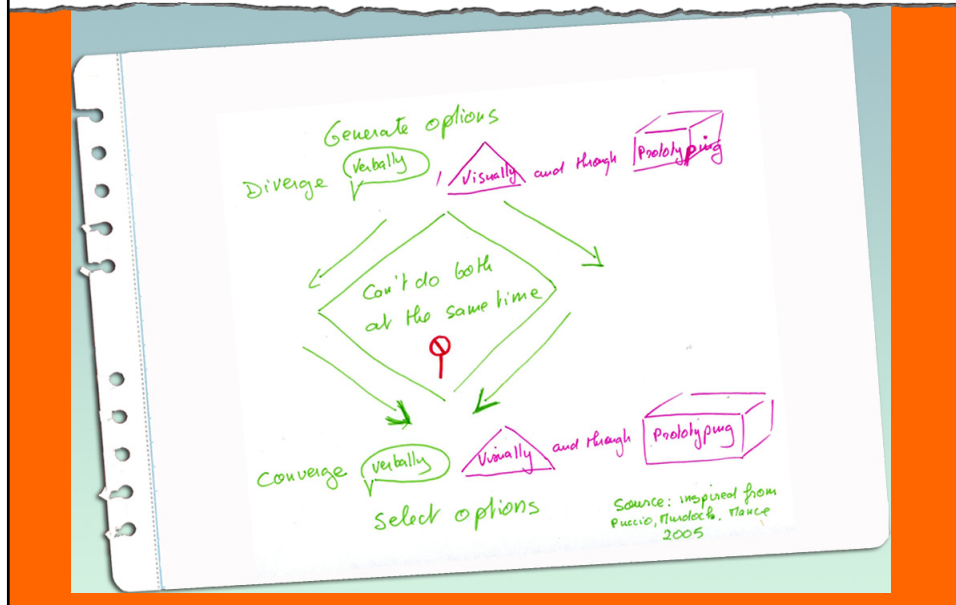 Generate options
Diverge verbally, Visually and through Prototyping
Can't do both
at the same time
Converge verbally Visually and through Prototyping
Select options
Source: inspired from
Puccio, Murdock, Mance
2005